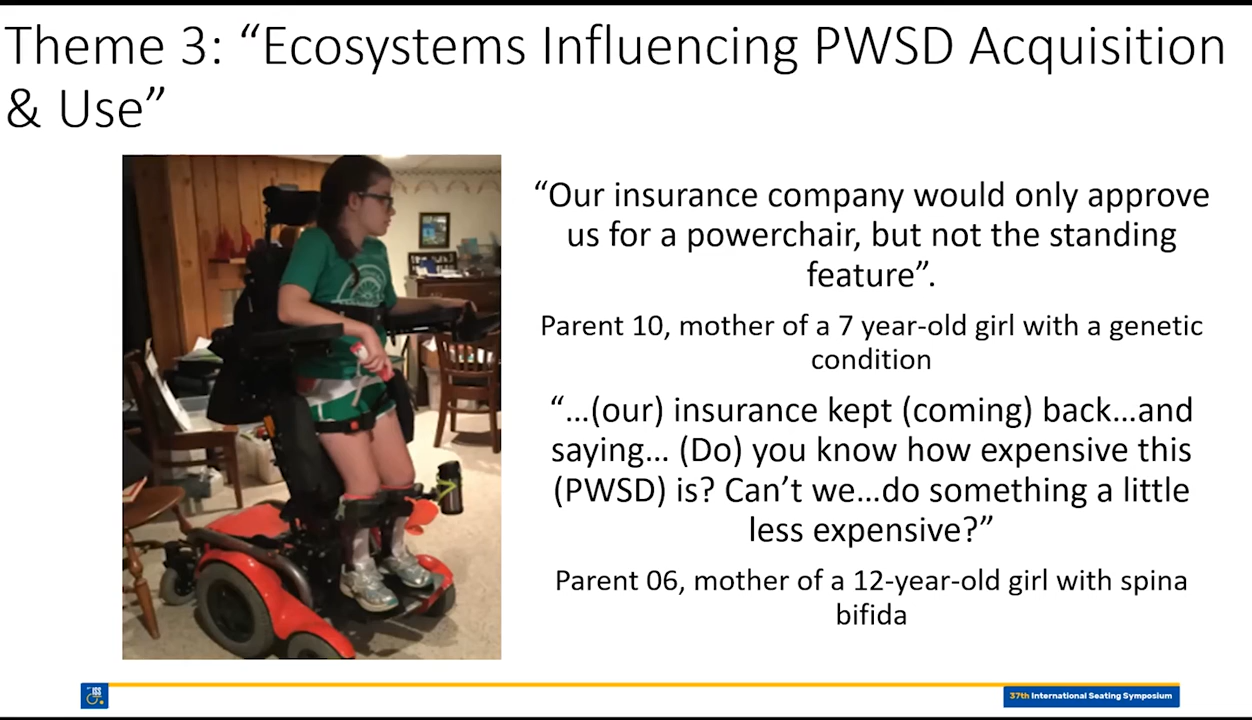 Theme 3: “Ecosystems Influencing PWSD Acquisition
& Use”
“Our insurance company would only approve
us for a powerchair, but not the standing
feature”.
Parent 10, mother of a 7 year-old girl with a genetic
condition
“…(our) insurance kept (coming) back…and
saying… (Do) you know how expensive this
(PWSD) is? Can’t we…do something a little
less expensive?”
Parent 06, mother of a 12-year-old girl with spina
bifida
ISS
37th International Seating Symposium